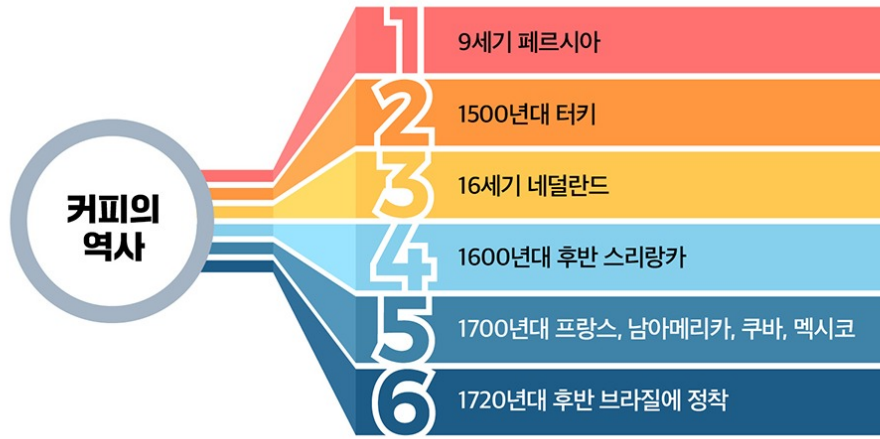 커피의
역사
1
9세기 페르시아
2
1500년대 터키
3
16세기 네덜란드
4
1600년대 후반 스리랑카
5
1700년대 프랑스, 남아메리카, 쿠바, 멕시코
6
1720년대 후반 브라질에 정착